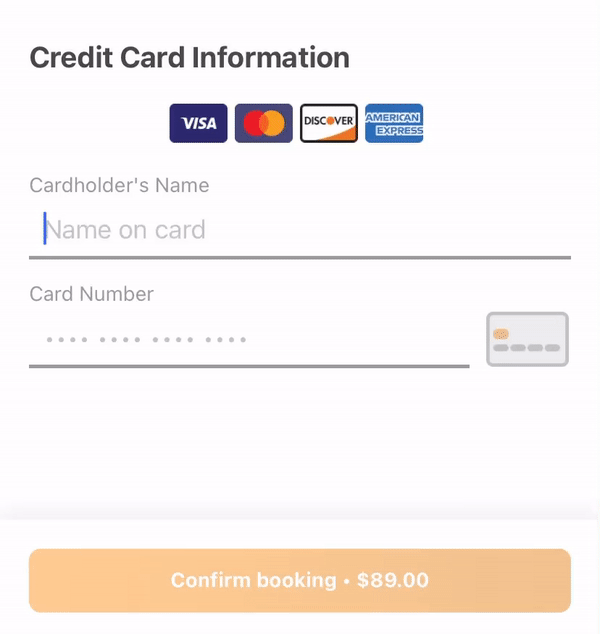 Credit Card Information
VISA DISCOVER AMERICAN EXPRESS
Cardholder's Name
Name on card
Card Number
•••• •••• •••• ••••
Confirm booking • $89.00